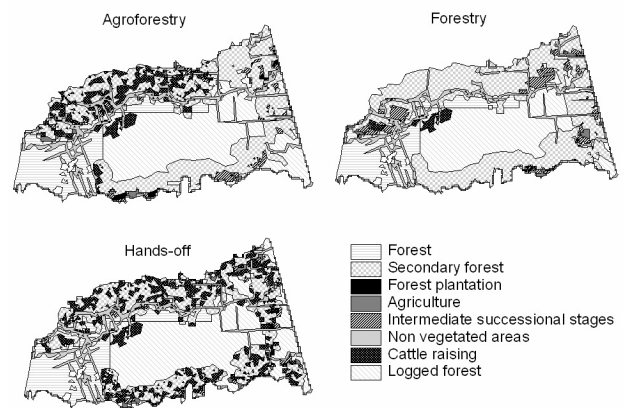 Agroforestry
Forestry
Hands-off
Forest
Secondary forest
Forest plantation
Agriculture
Intermediate successional stages
Non vegetated areas
Cattle raising
Logged forest